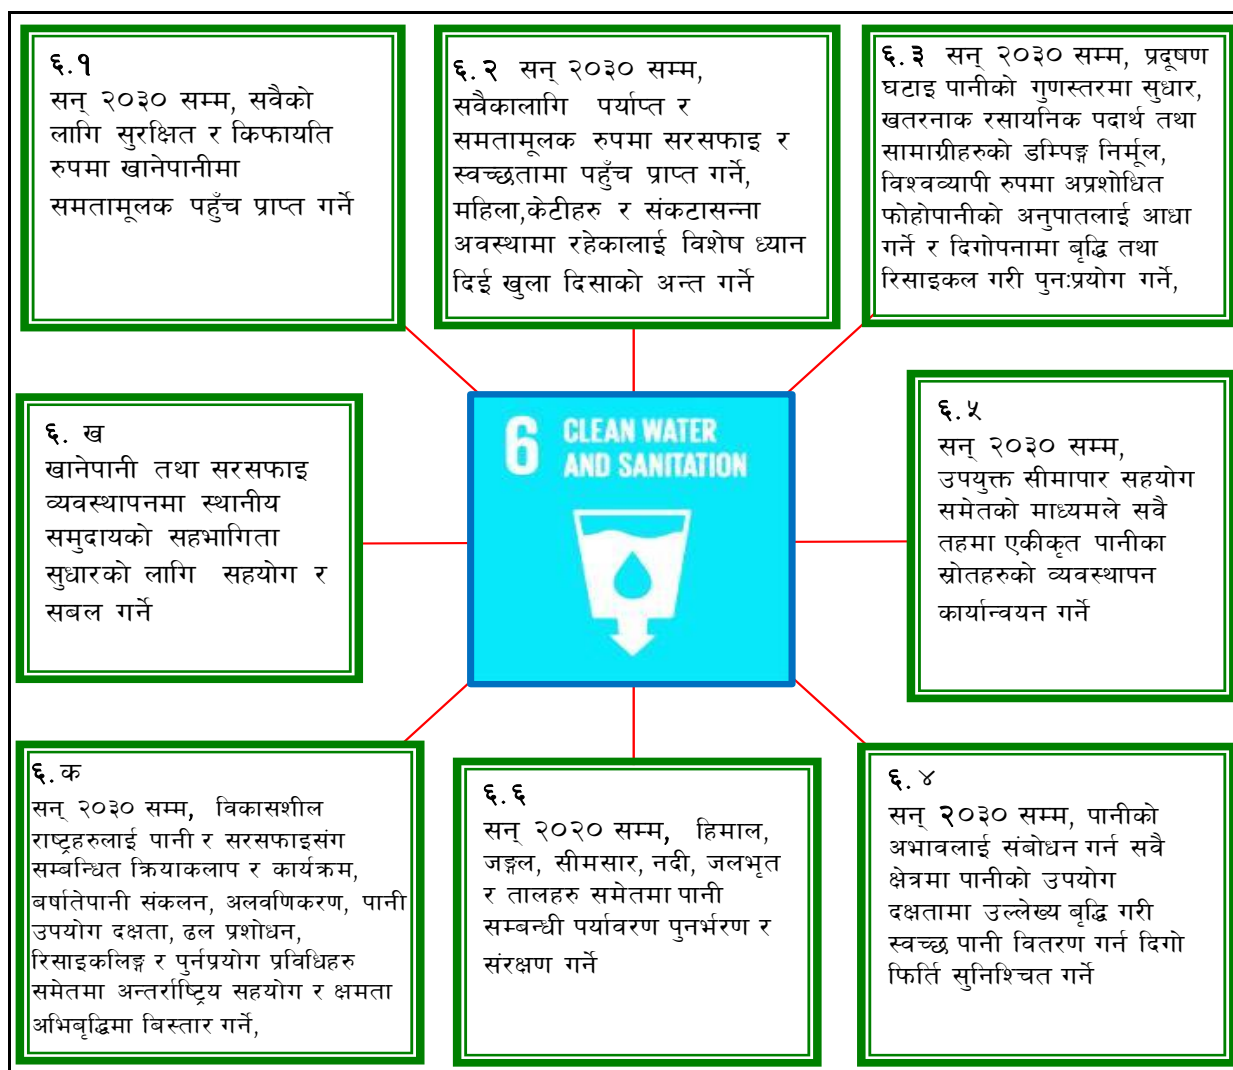 ६.१
सन् २०३० सम्म, सवैको
लागि सुरक्षित र किफायति
रुपमा खानेपानीमा
समतामूलक पहुँच प्राप्त गर्ने
६.२ सन् २०३० सम्म,
सवैकालागि पर्याप्त र
समतामूलक रुपमा सरसफाइ र
स्वच्छतामा पहुँच प्राप्त गर्ने,
महिला,केटीहरु र संकटासन्ना
अवस्थामा रहेकालाई विशेष ध्यान
दिई खुला दिसाको अन्त गर्ने
६.३ सन् २०३० सम्म, प्रदूषण
घटाइ पानीको गुणस्तरमा सुधार,
खतरनाक रसायनिक पदार्थ तथा
सामाग्रीहरुको डम्पिङ्ग निर्मूल,
विश्वव्यापी रुपमा अप्रशोधित
फोहोपानीको अनुपातलाई आधा
गर्ने र दिगोपनामा बृद्धि तथा
रिसाइकल गरी पुन:प्रयोग गर्ने,
६. ख
खानेपानी तथा सरसफाइ
व्यवस्थापनमा स्थानीय
समुदायको सहभागिता
सुधारको लागि सहयोग र
सबल गर्ने
6 CLEAN WATER
AND SANITATION
६.५
सन् २०३० सम्म,
उपयुक्त सीमापार सहयोग
समेतको माध्यमले सवै
तहमा एकीकृत पानीका
स्रोतहरुको व्यवस्थापन
कार्यान्वयन गर्ने
६.क
सन् २०३० सम्म, विकासशील
राष्ट्रहरुलाई पानी र सरसफाइसंग
सम्बन्धित क्रियाकलाप र कार्यक्रम,
बर्षातेपानी संकलन, अलवणिकरण, पानी
उपयोग दक्षता, ढल प्रशोधन,
रिसाइकलिङ्ग र पुर्नप्रयोग प्रविधिहरु
समेतमा अन्तर्राष्ट्रिय सहयोग र क्षमता
अभिबृद्धिमा बिस्तार गर्ने,
६.६
सन् २०२० सम्म, हिमाल,
जङ्गल, सीमसार, नदी, जलभृत
र तालहरु समेतमा पानी
सम्बन्धी पर्यावरण पुनर्भरण र
संरक्षण गर्ने
६.४
सन् २०३० सम्म, पानीको
अभावलाई संबोधन गर्न सवै
क्षेत्रमा पानीको उपयोग
दक्षतामा उल्लेख्य बृद्धि गरी
स्वच्छ पानी वितरण गर्न दिगो
फिर्ति सुनिश्चित गर्ने